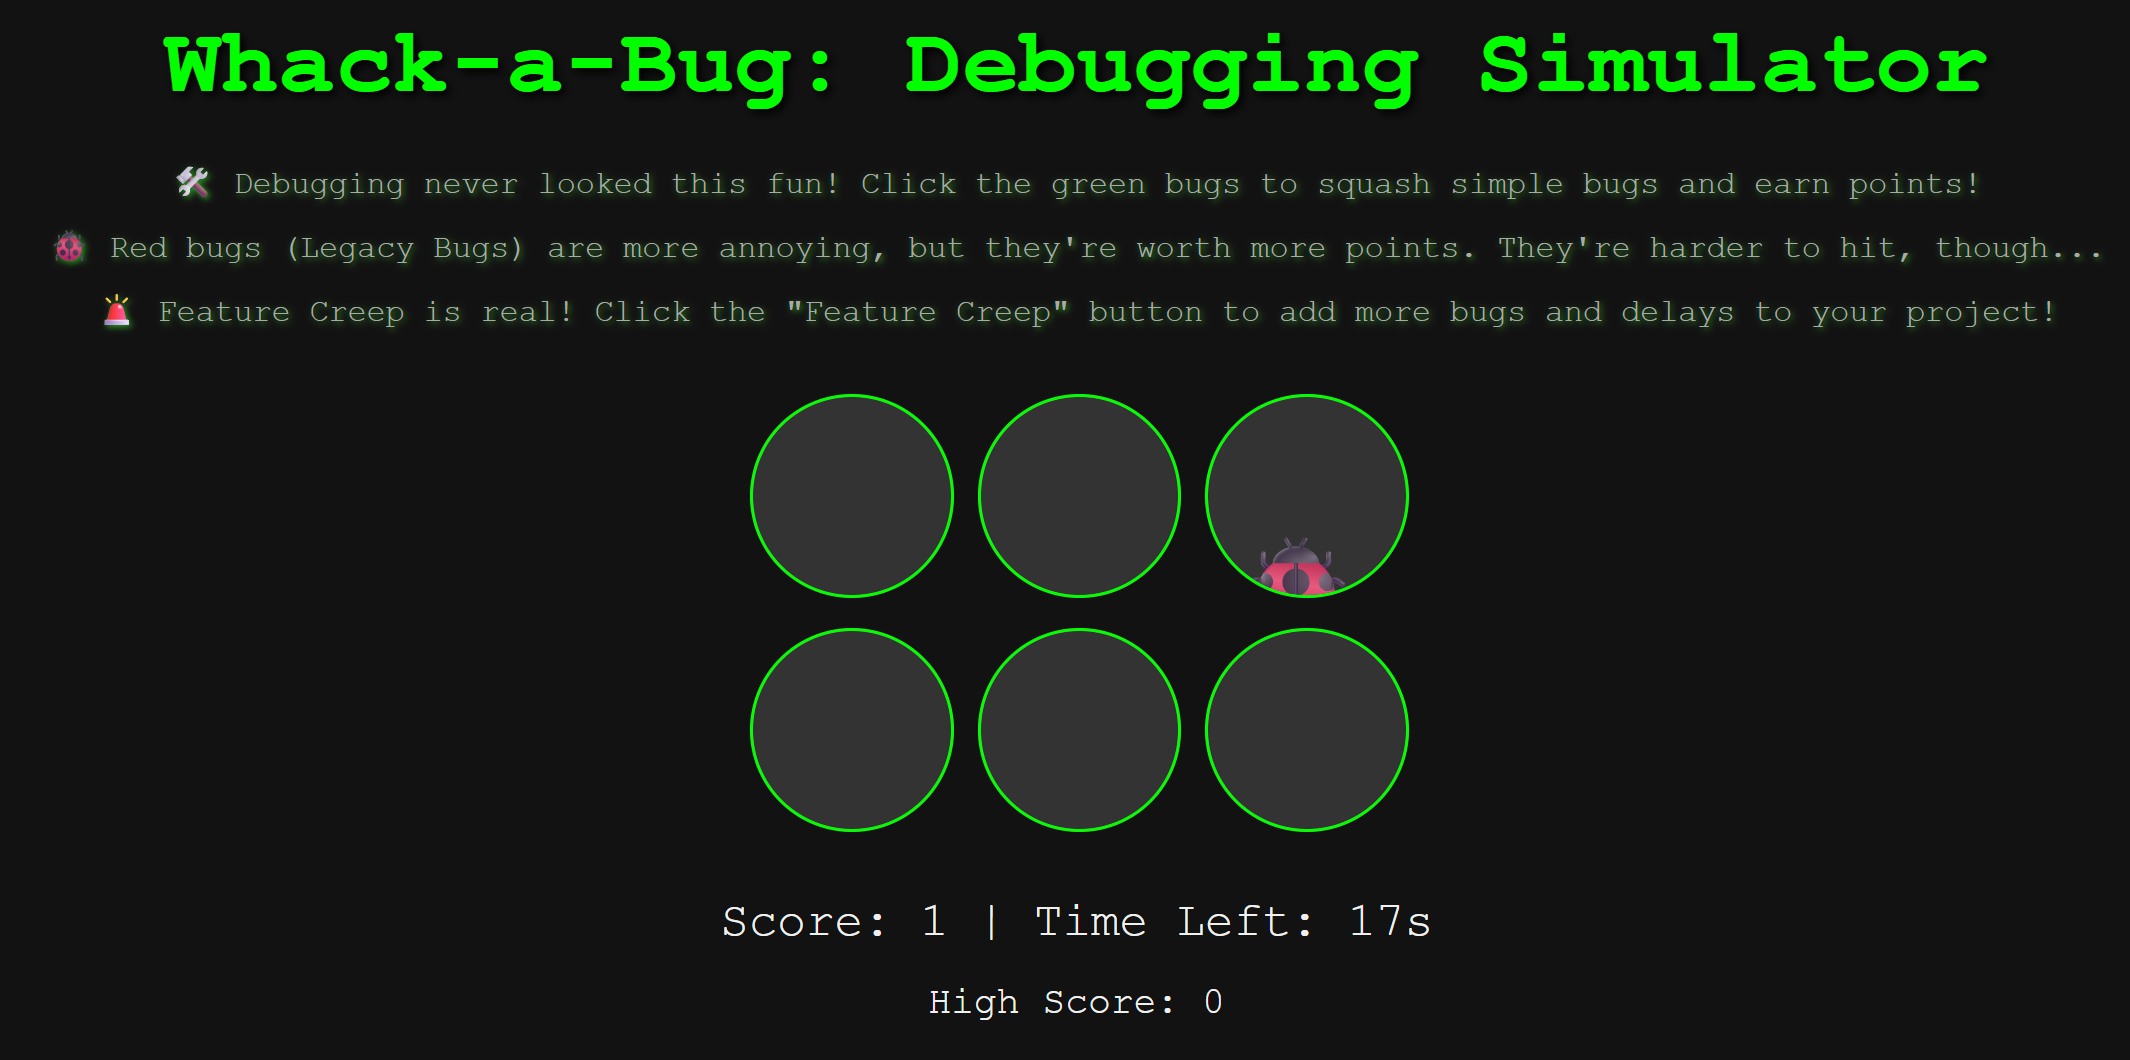 Whack-a-Bug: Debugging Simulator
Debugging never looked this fun! Click the green bugs to squash simple bugs and earn points!
Red bugs (Legacy Bugs) are more annoying, but they're worth more points. They're harder to hit, though...
Feature Creep is real! Click the "Feature Creep" button to add more bugs and delays to your project!
Score: 1 | Time Left: 17s
High Score: 0